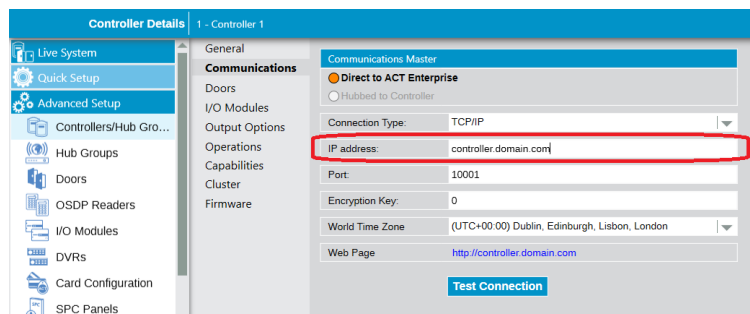 Controller Details
1 - Controller 1
Live System
Quick Setup
Advanced Setup
Controllers/Hub Gro...
Hub Groups
Doors
OSDP Readers
I/O Modules
DVRs
Card Configuration
SPC Panels
General
Communications
Doors
I/O Modules
Output Options
Operations
Capabilities
Cluster
Firmware
Communications Master
Direct to ACT Enterprise
Hubbed to Controller
Connection Type: TCP/IP
IP address: controller.domain.com
Port: 10001
Encryption Key: 0
World Time Zone (UTC+00:00) Dublin, Edinburgh, Lisbon, London
Web Page http://controller.domain.com
Test Connection